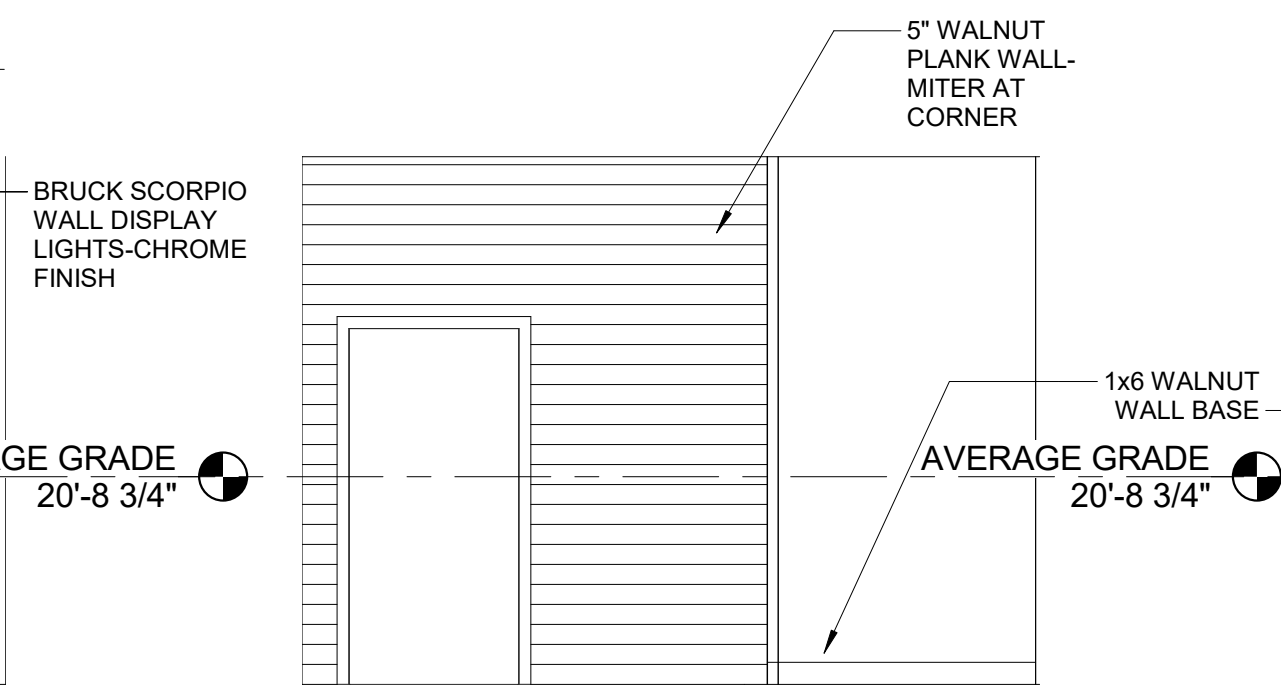 5" WALNUT
PLANK WALL-
MITER AT
CORNER
BRUCK SCORPIO
WALL DISPLAY
LIGHTS-CHROME
FINISH
1x6 WALNUT
WALL BASE
GE GRADE
20'-8 3/4"
AVERAGE GRADE
20'-8 3/4"